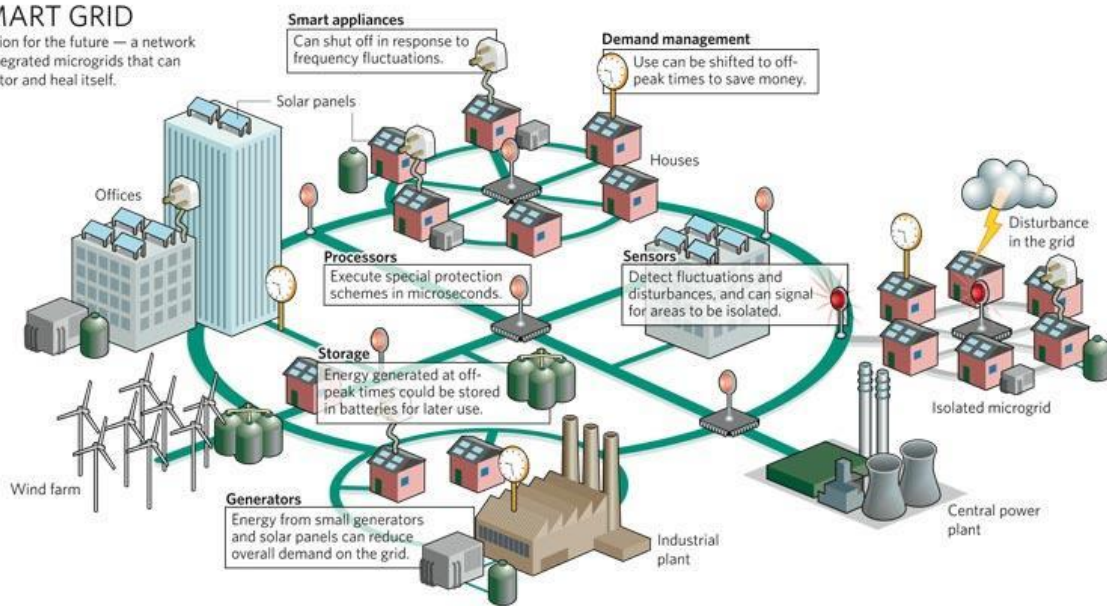 MART GRID
ion for the future — a network
egrated microgrids that can
tor and heal itself.
Smart appliances
Can shut off in response to
frequency fluctuations.
Demand management
Use can be shifted to off-
peak times to save money.
Solar panels
Houses
Offices
Disturbance
in the grid
Processors
Execute special protection
schemes in microseconds.
Sensors
Detect fluctuations and
disturbances, and can signal
for areas to be isolated.
Storage
Energy generated at off-
peak times could be stored
in batteries for later use.
Isolated microgrid
Wind farm
Generators
Energy from small generators
and solar panels can reduce
overall demand on the grid.
Industrial
plant
Central power
plant